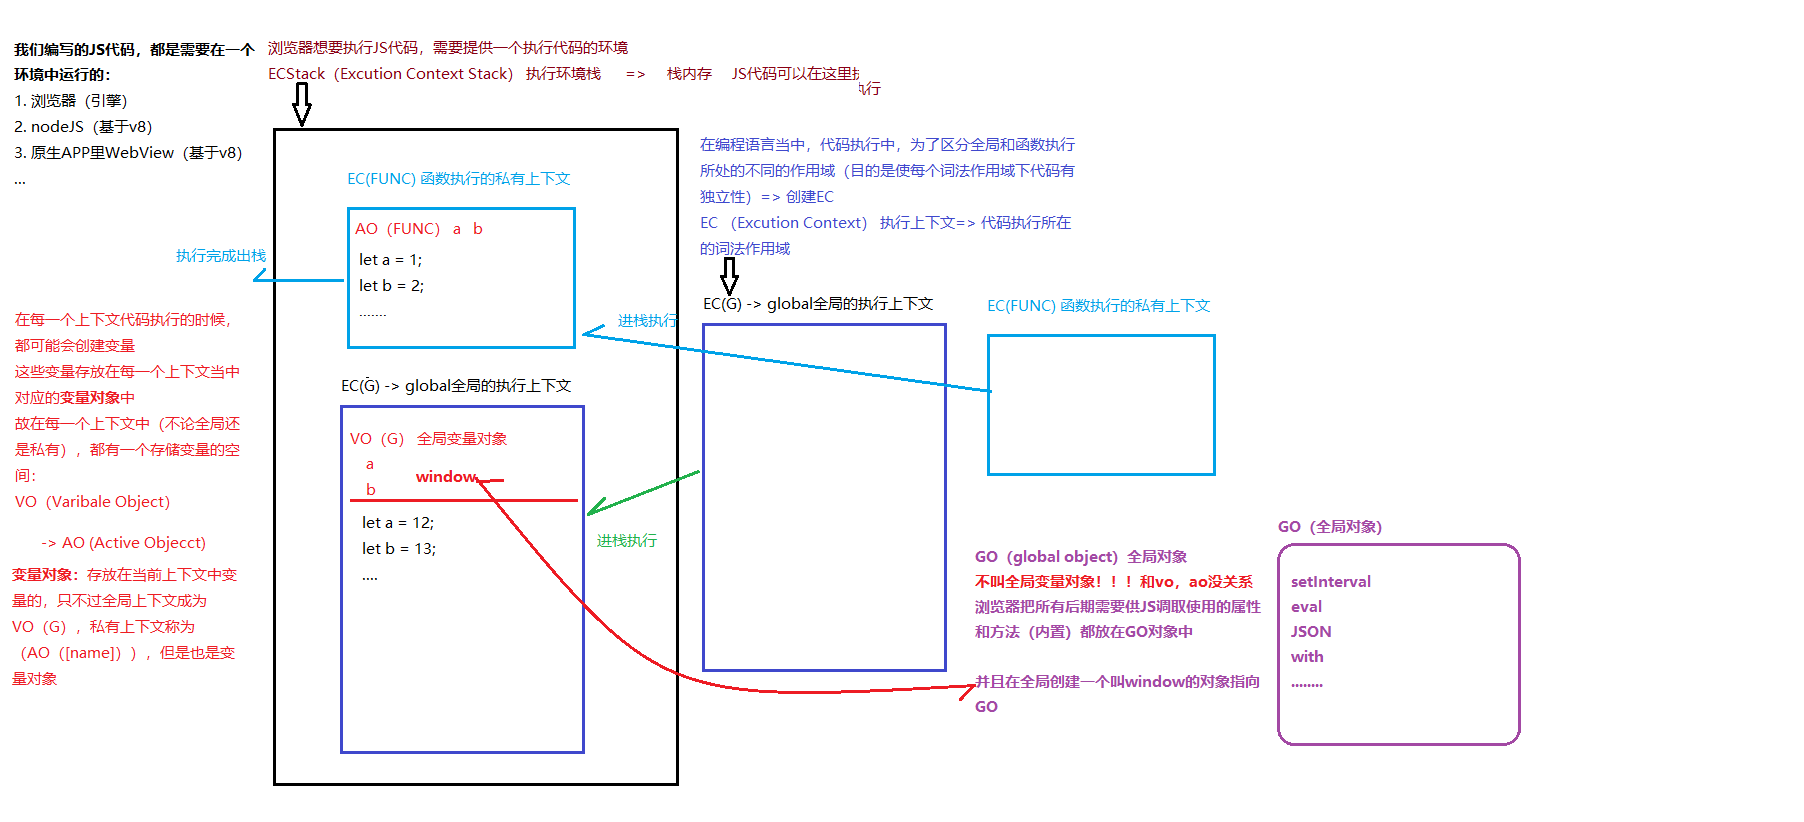 我们编写的JS代码，都是需要在一个
环境中运行的：
1. 浏览器（引擎）
2. nodeJS（基于v8）
3. 原生APP里WebView（基于v8）
...
浏览器想要执行JS代码，需要提供一个执行代码的环境
ECStack（Excution Context Stack） 执行环境栈 => 栈内存 JS代码可以在这里执
执行
EC(FUNC) 函数执行的私有上下文
AO（FUNC） a b
let a = 1;
let b = 2;
.......
执行完成出栈
进栈执行
EC(G) -> global全局的执行上下文
VO（G） 全局变量对象
a
b
window
let a = 12;
let b = 13;
....
进栈执行
在每一个上下文代码执行的时候，
都可能会创建变量
这些变量存放在每一个上下文当中
对应的变量对象中
故在每一个上下文中（不论全局还
是私有），都有一个存储变量的空
间：
VO（Varibale Object）
-> AO (Active Objecct)
变量对象：存放在当前上下文中变
量的，只不过全局上下文成为
VO（G），私有上下文称为
（AO（[name]）），但是也是变
量对象
在编程语言当中，代码执行中，为了区分全局和函数执行
所处的不同的作用域（目的是使每个词法作用域下代码有
独立性）=> 创建EC
EC （Excution Context） 执行上下文=> 代码执行所在
的词法作用域
EC(G) -> global全局的执行上下文
EC(FUNC) 函数执行的私有上下文
GO（global object）全局对象
不叫全局变量对象！！！和vo，ao没关系
浏览器把所有后期需要供JS调取使用的属性
和方法（内置）都放在GO对象中
并且在全局创建一个叫window的对象指向
GO
GO（全局对象）
setInterval
eval
JSON
with
........